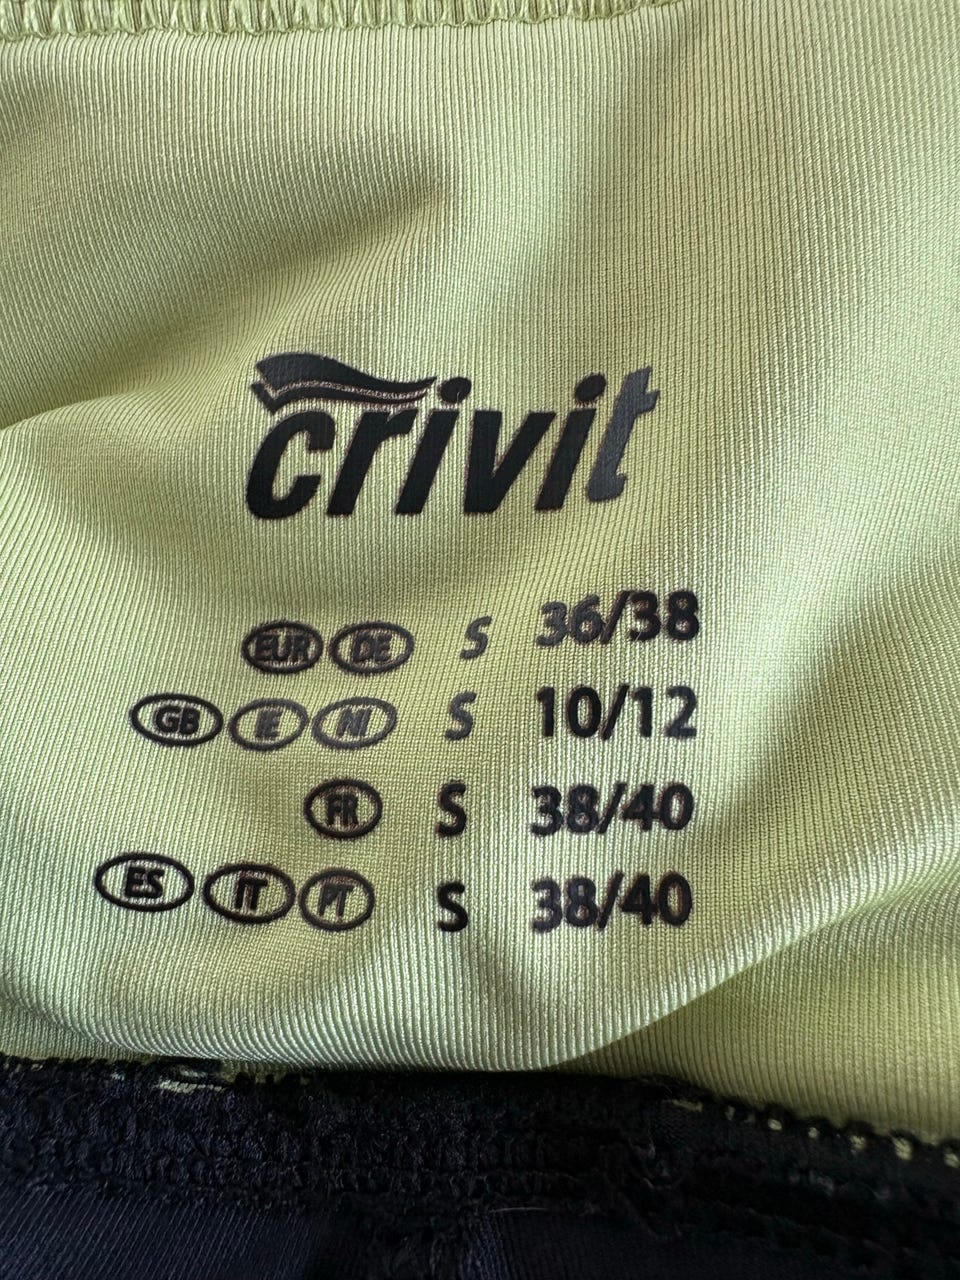 crivit
EUR DE S 36/38
GB IE NI S 10/12
FR S 38/40
ES IT PT S 38/40